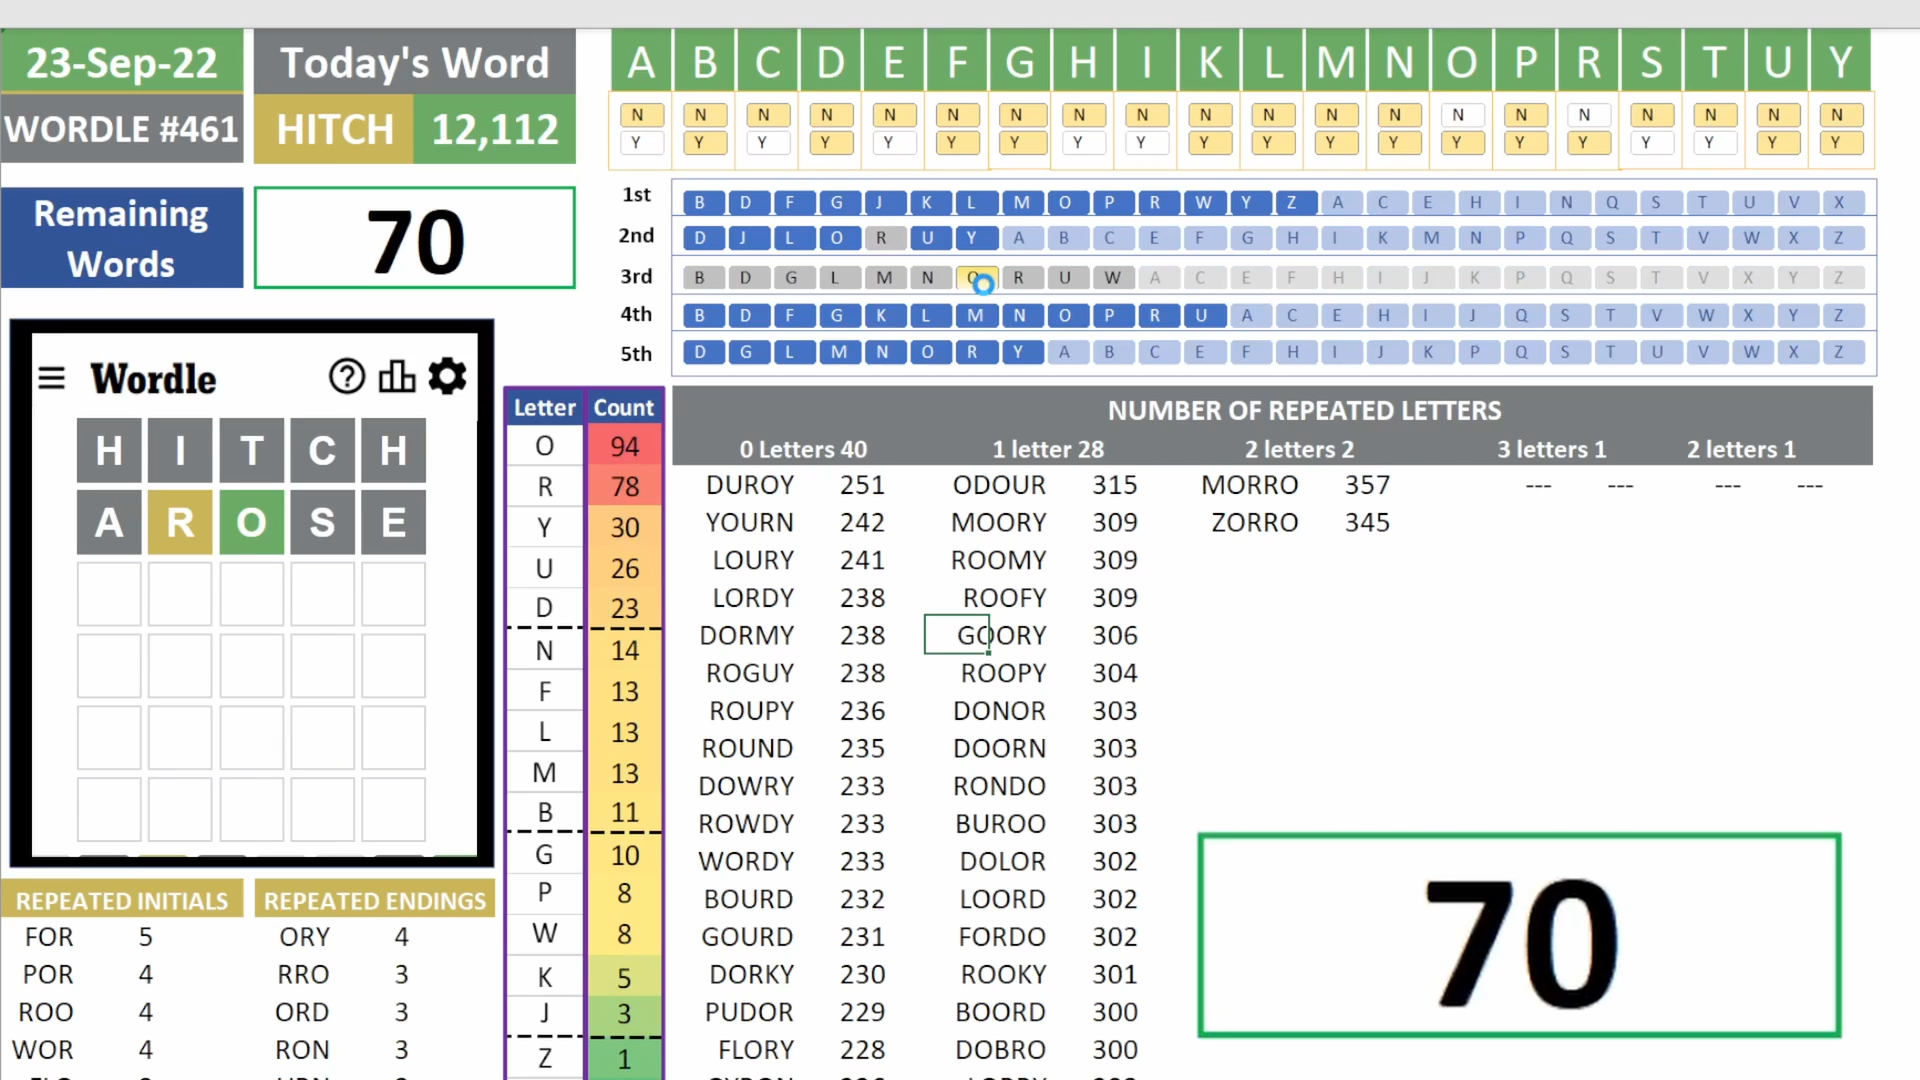 23-Sep-22 Today's Word
WORDLE #461 HITCH 12,112
Remaining Words 70
A B C D E F G H I K L M N O P R S T U Y
N N N N N N N N N N N N N N N N N N N N
Y Y Y Y Y Y Y Y Y Y Y Y Y Y Y Y Y Y Y Y
1st B D F G J K L M O P R W Y Z A C E H I N Q S T U V X
2nd D J L O R U Y A B C E F G H I K M N P Q S T V W X Z
3rd B D G L M N O R U W A C E F H I J K P Q S T V X Y Z
4th B D F G K L M N O P R U A C E H I J Q S T V W X Y Z
5th D G L M N O R Y A B C E F H I J K P Q S T U V W X Z
Wordle
H I T C H
A R O S E
REPEATED INITIALS REPEATED ENDINGS
FOR 5 ORY 4
POR 4 RRO 3
ROO 4 ORD 3
WOR 4 RON 3
Letter Count
O 94
R 78
Y 30
U 26
D 23
N 14
F 13
L 13
M 13
B 11
G 10
P 8
W 8
K 5
J 3
Z 1
NUMBER OF REPEATED LETTERS
0 Letters 40 1 letter 28 2 letters 2 3 letters 1 2 letters 1
DUROY 251 ODOUR 315 MORRO 357 --- --- --- ---
YOURN 242 MOORY 309 ZORRO 345
LOURY 241 ROOMY 309
LORDY 238 ROOFY 309
DORMY 238 GOORY 306
ROGUY 238 ROOPY 304
ROUPY 236 DONOR 303
ROUND 235 DOORN 303
DOWRY 233 RONDO 303
ROWDY 233 BUROO 303
WORDY 233 DOLOR 302
BOURD 232 LOORD 302
GOURD 231 FORDO 302
DORKY 230 ROOKY 301
PUDOR 229 BOORD 300
FLORY 228 DOBRO 300
70